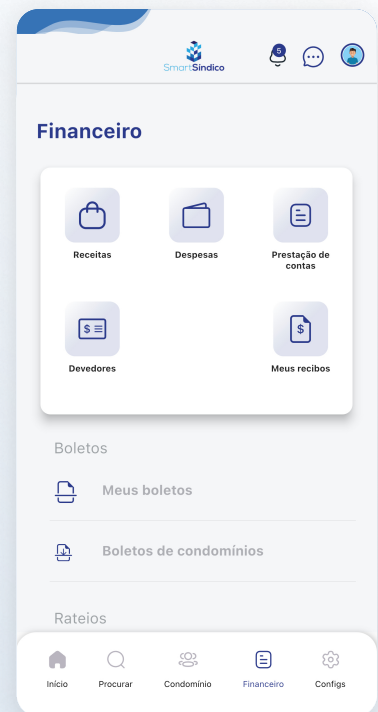 5
SmartSíndico
Financeiro
Receitas
Despesas
Prestação de
contas
$
Devedores
$
Meus recibos
Boletos
Meus boletos
Boletos de condomínios
Rateios
Início
Procurar
Condomínio
Financeiro
Configs